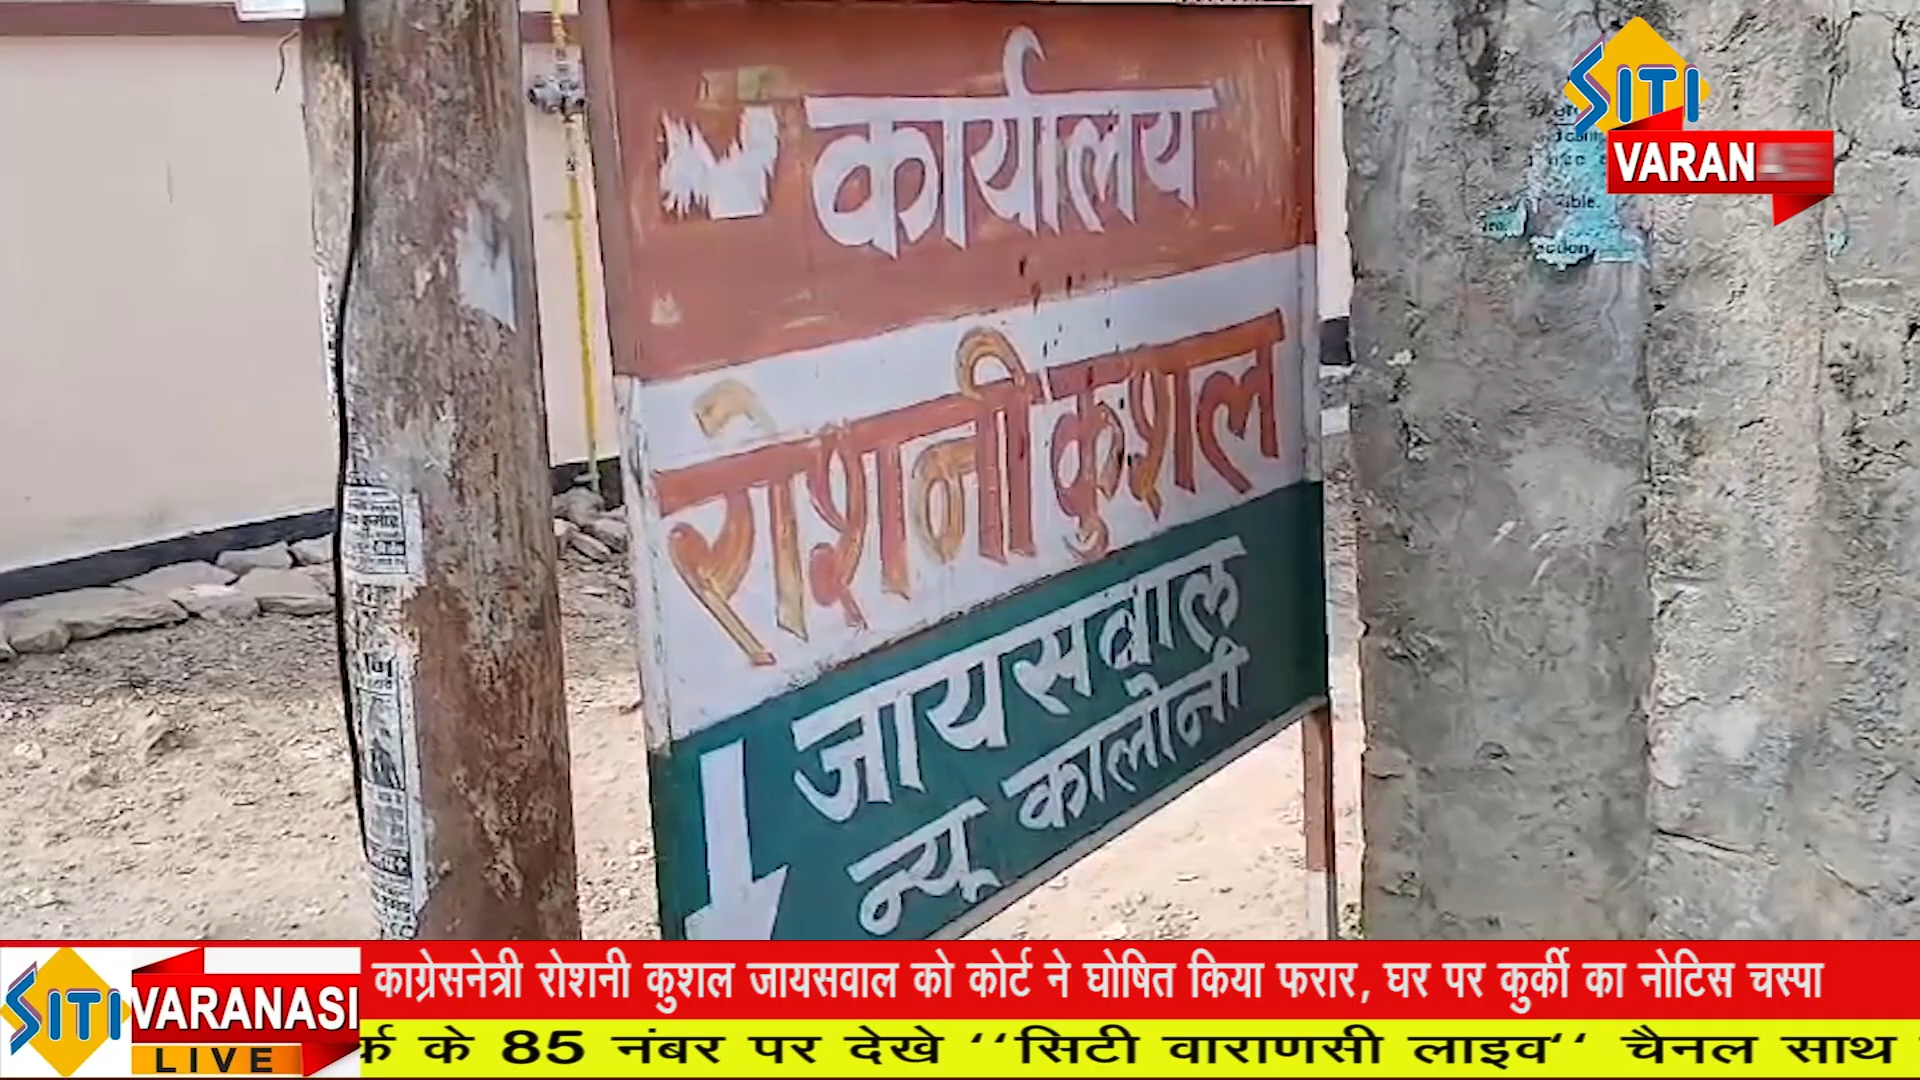 SITI
VARAN
कार्यालय
रोशनी कुशल
जायसवाल
न्यू कालोनी
SITI
VARANASI
LIVE
काग्रेसनेत्री रोशनी कुशल जायसवाल को कोर्ट ने घोषित किया फरार, घर पर कुर्की का नोटिस चस्पा
र्क के 85 नंबर पर देखे ‘‘सिटी वाराणसी लाइव‘‘ चैनल साथ